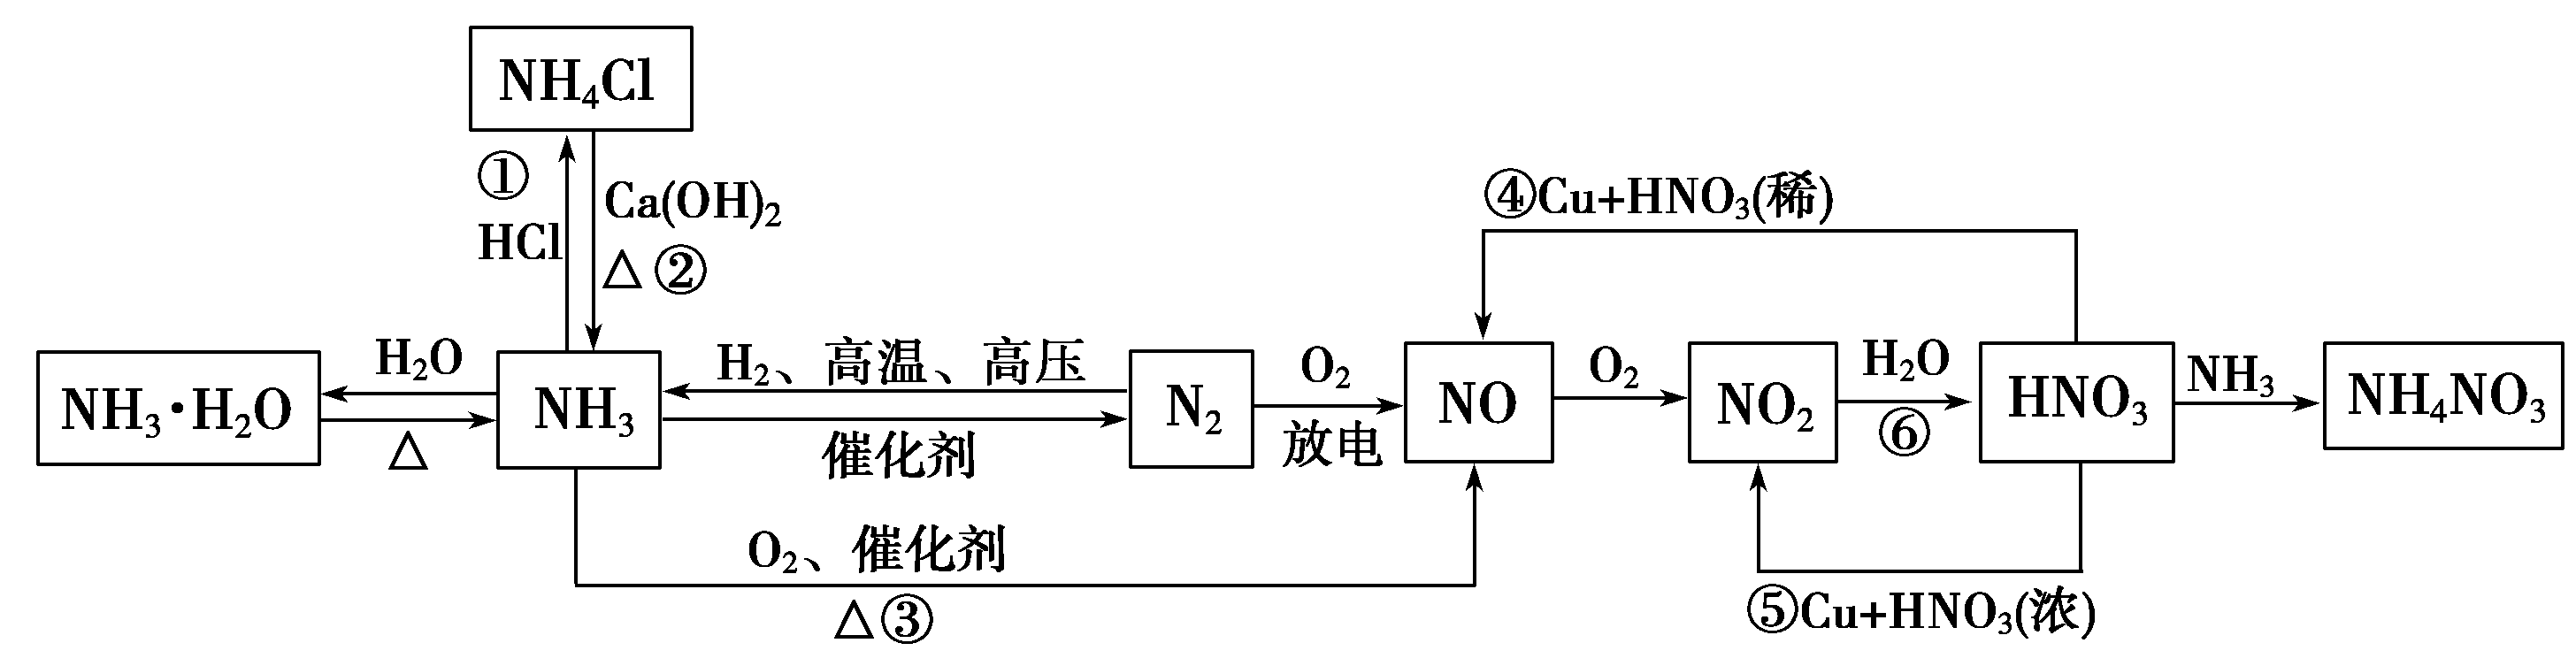 NH₄Cl
①
HCl
Ca(OH)₂
△ ②
④Cu+HNO₃(稀)
NH₃·H₂O
H₂O
△
NH₃
H₂、高温、高压
催化剂
N₂
O₂
放电
NO
O₂
NO₂
H₂O
⑥
HNO₃
NH₃
NH₄NO₃
O₂、催化剂
△③
⑤Cu+HNO₃(浓)